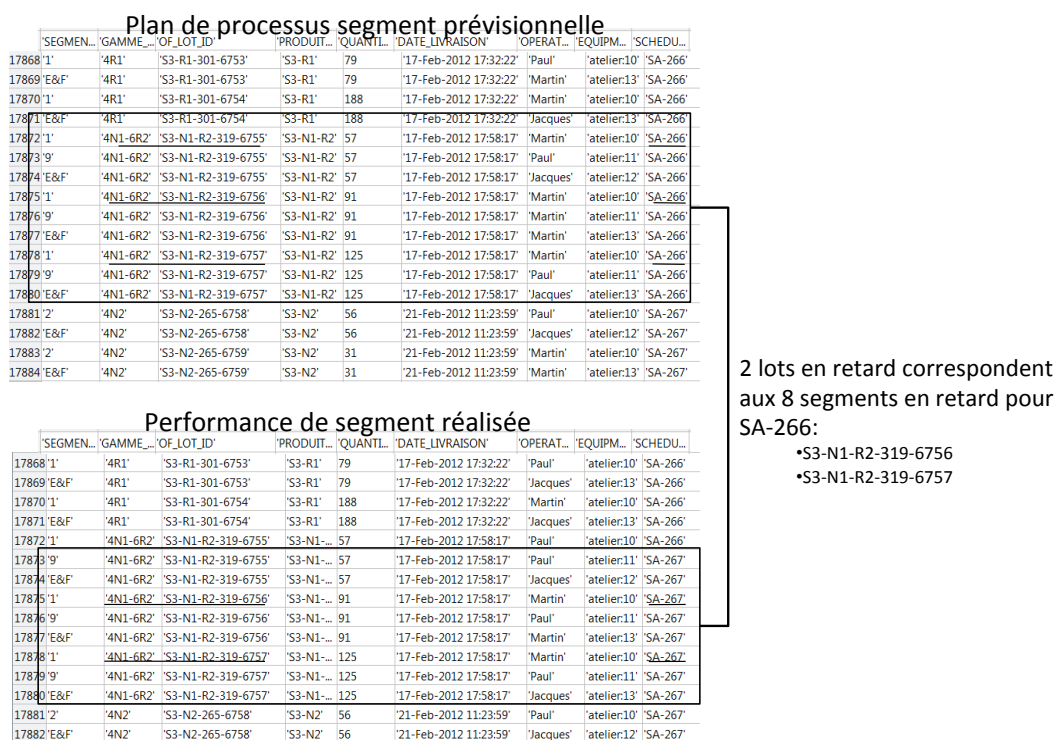 Plan de processus segment prévisionnelle
'SEGMEN... 'GAMME_... 'OF_LOT_ID' 'PRODUIT... 'QUANTI... 'DATE_LIVRAISON' 'OPERAT... 'EQUIPM... 'SCHEDU...
17868 '1' '4R1' 'S3-R1-301-6753' 'S3-R1' 79 '17-Feb-2012 17:32:22' 'Paul' 'atelier:10' 'SA-266'
17869 'E&F' '4R1' 'S3-R1-301-6753' 'S3-R1' 79 '17-Feb-2012 17:32:22' 'Martin' 'atelier:13' 'SA-266'
17870 '1' '4R1' 'S3-R1-301-6754' 'S3-R1' 188 '17-Feb-2012 17:32:22' 'Martin' 'atelier:10' 'SA-266'
17871 'E&F' '4R1' 'S3-R1-301-6754' 'S3-R1' 188 '17-Feb-2012 17:32:22' 'Jacques' 'atelier:13' 'SA-266'
17872 '1' '4N1-6R2' 'S3-N1-R2-319-6755' 'S3-N1-R2' 57 '17-Feb-2012 17:58:17' 'Martin' 'atelier:10' 'SA-266'
17873 '9' '4N1-6R2' 'S3-N1-R2-319-6755' 'S3-N1-R2' 57 '17-Feb-2012 17:58:17' 'Paul' 'atelier:11' 'SA-266'
17874 'E&F' '4N1-6R2' 'S3-N1-R2-319-6755' 'S3-N1-R2' 57 '17-Feb-2012 17:58:17' 'Jacques' 'atelier:12' 'SA-266'
17875 '1' '4N1-6R2' 'S3-N1-R2-319-6756' 'S3-N1-R2' 91 '17-Feb-2012 17:58:17' 'Martin' 'atelier:10' 'SA-266'
17876 '9' '4N1-6R2' 'S3-N1-R2-319-6756' 'S3-N1-R2' 91 '17-Feb-2012 17:58:17' 'Martin' 'atelier:11' 'SA-266'
17877 'E&F' '4N1-6R2' 'S3-N1-R2-319-6756' 'S3-N1-R2' 91 '17-Feb-2012 17:58:17' 'Martin' 'atelier:13' 'SA-266'
17878 '1' '4N1-6R2' 'S3-N1-R2-319-6757' 'S3-N1-R2' 125 '17-Feb-2012 17:58:17' 'Martin' 'atelier:10' 'SA-266'
17879 '9' '4N1-6R2' 'S3-N1-R2-319-6757' 'S3-N1-R2' 125 '17-Feb-2012 17:58:17' 'Paul' 'atelier:11' 'SA-266'
17880 'E&F' '4N1-6R2' 'S3-N1-R2-319-6757' 'S3-N1-R2' 125 '17-Feb-2012 17:58:17' 'Jacques' 'atelier:13' 'SA-266'
17881 '2' '4N2' 'S3-N2-265-6758' 'S3-N2' 56 '21-Feb-2012 11:23:59' 'Paul' 'atelier:10' 'SA-267'
17882 'E&F' '4N2' 'S3-N2-265-6758' 'S3-N2' 56 '21-Feb-2012 11:23:59' 'Jacques' 'atelier:12' 'SA-267'
17883 '2' '4N2' 'S3-N2-265-6759' 'S3-N2' 31 '21-Feb-2012 11:23:59' 'Martin' 'atelier:10' 'SA-267'
17884 'E&F' '4N2' 'S3-N2-265-6759' 'S3-N2' 31 '21-Feb-2012 11:23:59' 'Martin' 'atelier:13' 'SA-267'
2 lots en retard correspondent
aux 8 segments en retard pour
SA-266:
•S3-N1-R2-319-6756
•S3-N1-R2-319-6757
Performance de segment réalisée
'SEGMEN... 'GAMME_... 'OF_LOT_ID' 'PRODUIT... 'QUANTI... 'DATE_LIVRAISON' 'OPERAT... 'EQUIPM... 'SCHEDU...
17868 '1' '4R1' 'S3-R1-301-6753' 'S3-R1' 79 '17-Feb-2012 17:32:22' 'Paul' 'atelier:10' 'SA-266'
17869 'E&F' '4R1' 'S3-R1-301-6753' 'S3-R1' 79 '17-Feb-2012 17:32:22' 'Jacques' 'atelier:13' 'SA-266'
17870 '1' '4R1' 'S3-R1-301-6754' 'S3-R1' 188 '17-Feb-2012 17:32:22' 'Martin' 'atelier:10' 'SA-266'
17871 'E&F' '4R1' 'S3-R1-301-6754' 'S3-R1' 188 '17-Feb-2012 17:32:22' 'Jacques' 'atelier:13' 'SA-266'
17872 '1' '4N1-6R2' 'S3-N1-R2-319-6755' 'S3-N1-... 57 '17-Feb-2012 17:58:17' 'Paul' 'atelier:10' 'SA-266'
17873 '9' '4N1-6R2' 'S3-N1-R2-319-6755' 'S3-N1-... 57 '17-Feb-2012 17:58:17' 'Paul' 'atelier:11' 'SA-267'
17874 'E&F' '4N1-6R2' 'S3-N1-R2-319-6755' 'S3-N1-... 57 '17-Feb-2012 17:58:17' 'Jacques' 'atelier:12' 'SA-267'
17875 '1' '4N1-6R2' 'S3-N1-R2-319-6756' 'S3-N1-... 91 '17-Feb-2012 17:58:17' 'Martin' 'atelier:10' 'SA-267'
17876 '9' '4N1-6R2' 'S3-N1-R2-319-6756' 'S3-N1-... 91 '17-Feb-2012 17:58:17' 'Paul' 'atelier:11' 'SA-267'
17877 'E&F' '4N1-6R2' 'S3-N1-R2-319-6756' 'S3-N1-... 91 '17-Feb-2012 17:58:17' 'Martin' 'atelier:13' 'SA-267'
17878 '1' '4N1-6R2' 'S3-N1-R2-319-6757' 'S3-N1-... 125 '17-Feb-2012 17:58:17' 'Martin' 'atelier:10' 'SA-267'
17879 '9' '4N1-6R2' 'S3-N1-R2-319-6757' 'S3-N1-... 125 '17-Feb-2012 17:58:17' 'Paul' 'atelier:11' 'SA-267'
17880 'E&F' '4N1-6R2' 'S3-N1-R2-319-6757' 'S3-N1-... 125 '17-Feb-2012 17:58:17' 'Jacques' 'atelier:13' 'SA-267'
17881 '2' '4N2' 'S3-N2-265-6758' 'S3-N2' 56 '21-Feb-2012 11:23:59' 'Paul' 'atelier:10' 'SA-267'
17882 'E&F' '4N2' 'S3-N2-265-6758' 'S3-N2' 56 '21-Feb-2012 11:23:59' 'Jacques' 'atelier:12' 'SA-267'